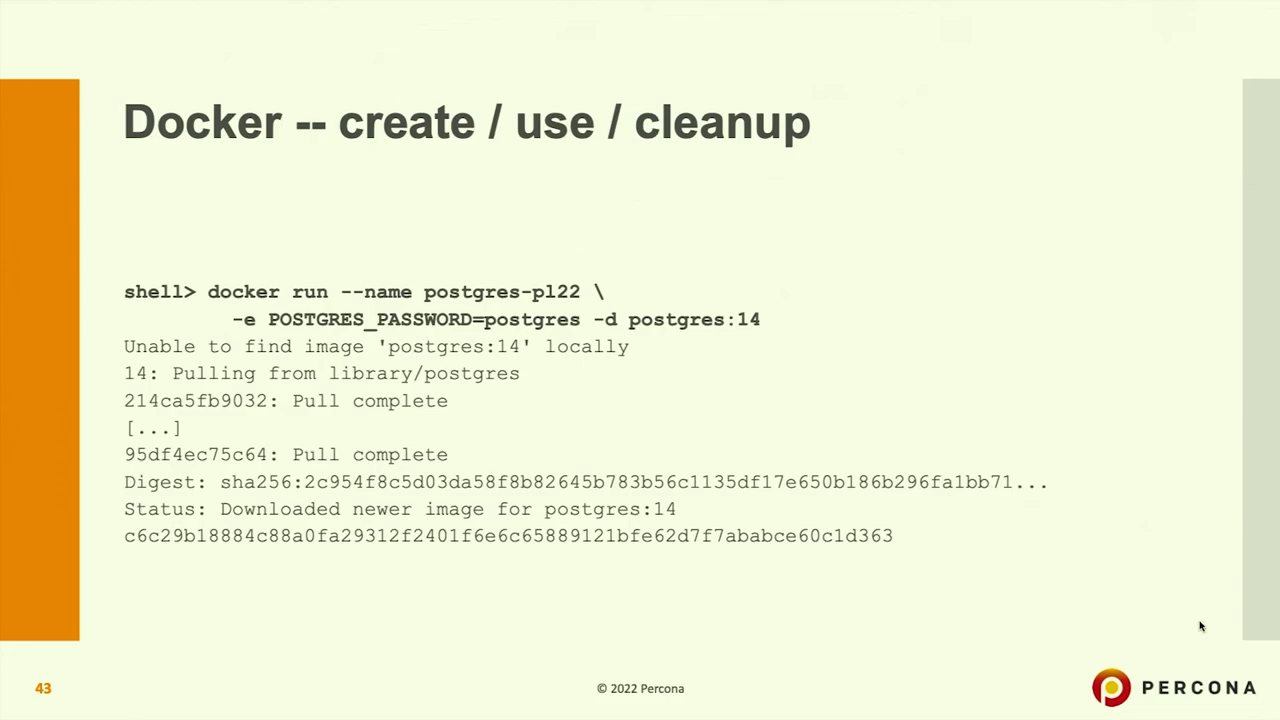 Docker -- create / use / cleanup
shell> docker run --name postgres-pl22 \
-e POSTGRES_PASSWORD=postgres -d postgres:14
Unable to find image 'postgres:14' locally
14: Pulling from library/postgres
214ca5fb9032: Pull complete
[...]
95df4ec75c64: Pull complete
Digest: sha256:2c954f8c5d03da58f8b82645b783b56c1135df17e650b186b296fa1bb71...
Status: Downloaded newer image for postgres:14
c6c29b18884c88a0fa29312f2401f6e6c65889121bfe62d7f7ababce60c1d363
43
© 2022 Percona
PERCONA